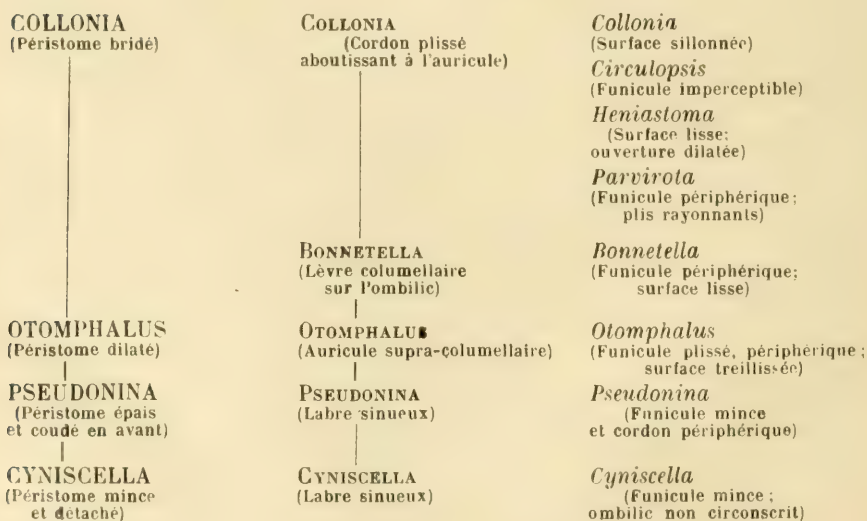 COLLONIA
(Péristome bridé)
COLLONIA
(Cordon plissé
aboutissant à l'auricule)
Collonia
(Surface sillonnée)
Circulopsis
(Funicule imperceptible)
Heniastoma
(Surface lisse;
ouverture dilatée)
Parvirota
(Funicule périphérique;
plis rayonnants)
BONNETELLA
(Lèvre columellaire
sur l'ombilic)
Bonnetella
(Funicule périphérique;
surface lisse)
OTOMPHALUS
(Péristome dilaté)
OTOMPHALUS
(Auricule supra-columellaire)
Otomphalus
(Funicule plissé, périphérique;
surface treillissée)
PSEUDONINA
(Péristome épais
et coudé en avant)
PSEUDONINA
(Labre sinueux)
Pseudonina
(Funicule mince
et cordon périphérique)
CYNISCELLA
(Péristome mince
et détaché)
CYNISCELLA
(Labre sinueux)
Cyniscella
(Funicule mince;
ombilic non circonscrit)